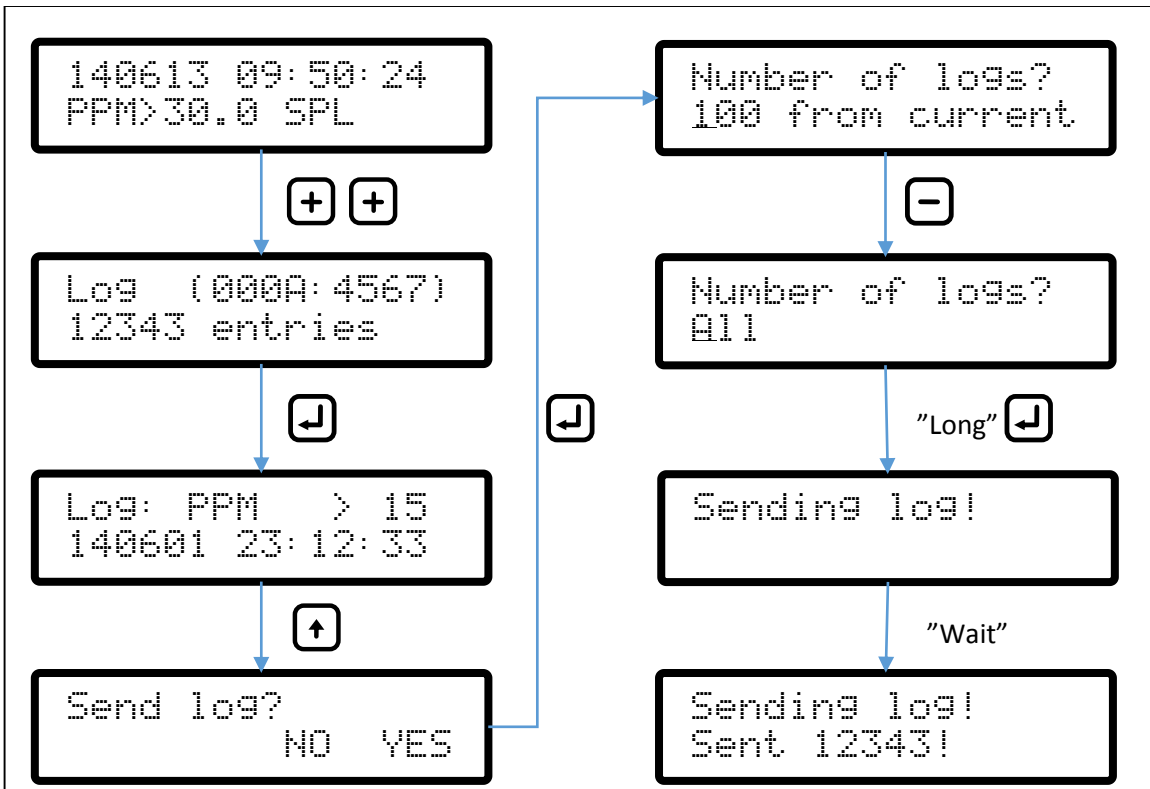 140613 09:50:24
PPM>30.0 SPL
+ +
Log (000A:4567)
12343 entries
Log: PPM > 15
140601 23:12:33
Send log?
NO YES
Number of logs?
100 from current
-
Number of logs?
All
”Long”
Sending log!
”Wait”
Sending log!
Sent 12343!